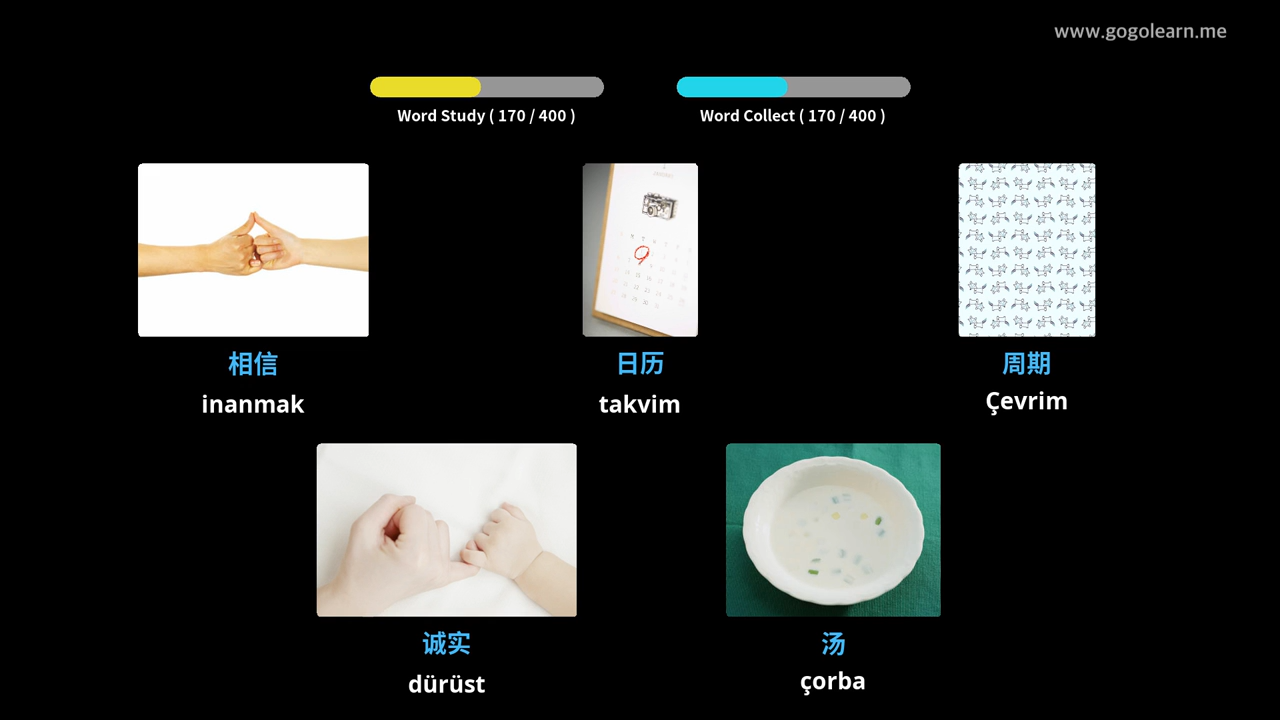 www.gogolearn.me
Word Study ( 170 / 400 )
Word Collect ( 170 / 400 )
相信
inanmak
日历
takvim
周期
Çevrim
诚实
dürüst
汤
çorba